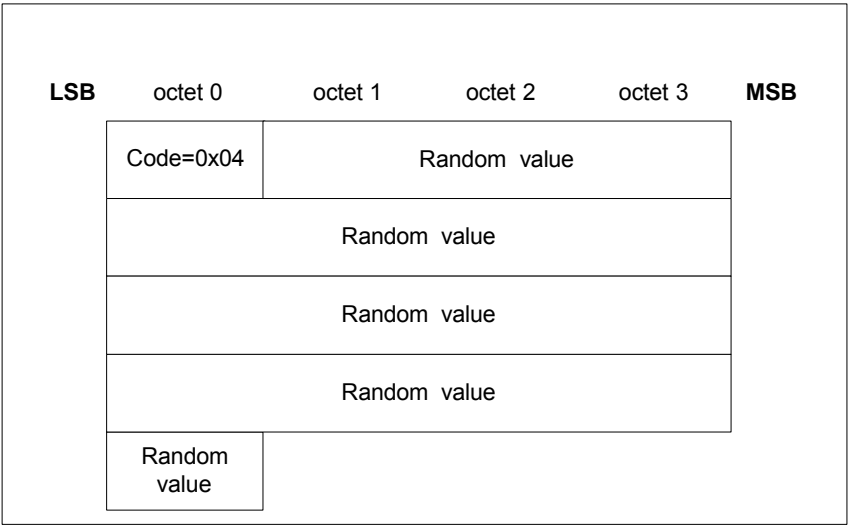 LSB octet 0 octet 1 octet 2 octet 3 MSB
Code=0x04 Random value
Random value
Random value
Random value
Random
value